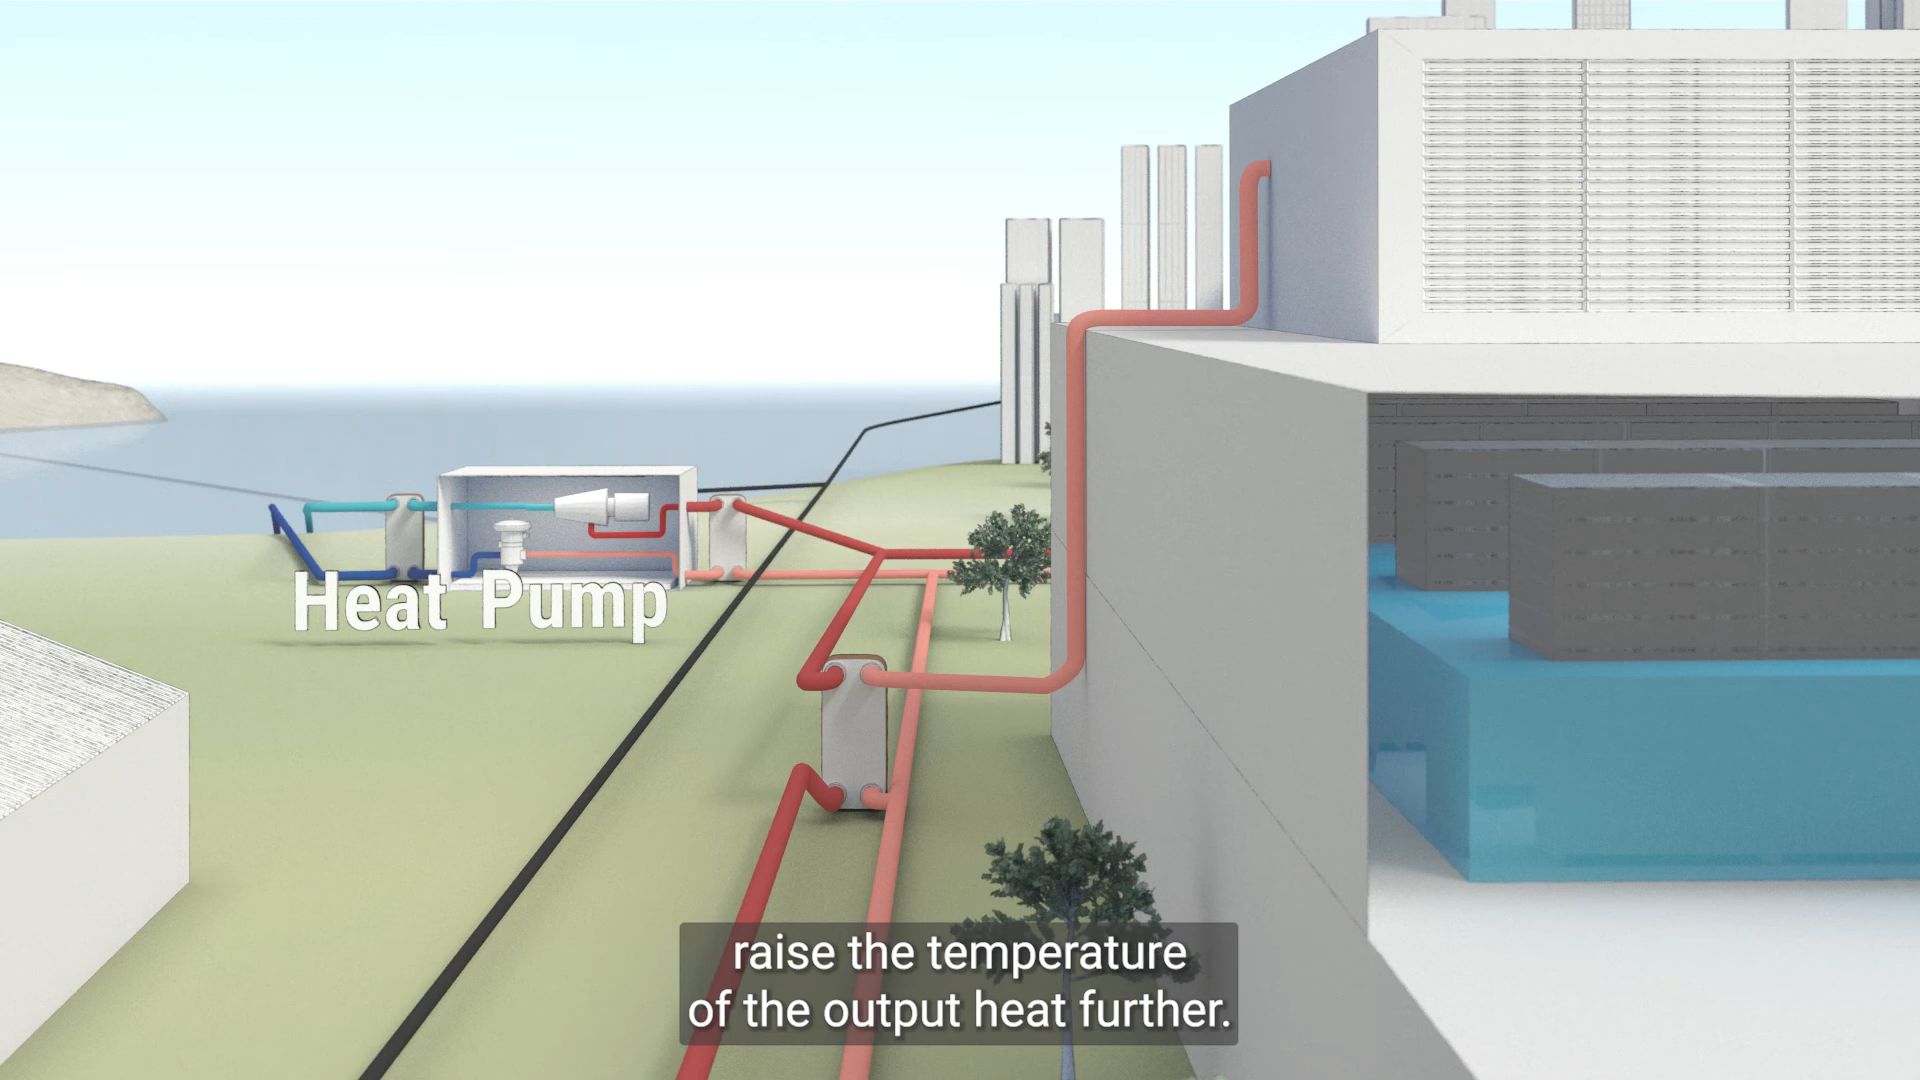 Heat Pump
raise the temperature
of the output heat further.